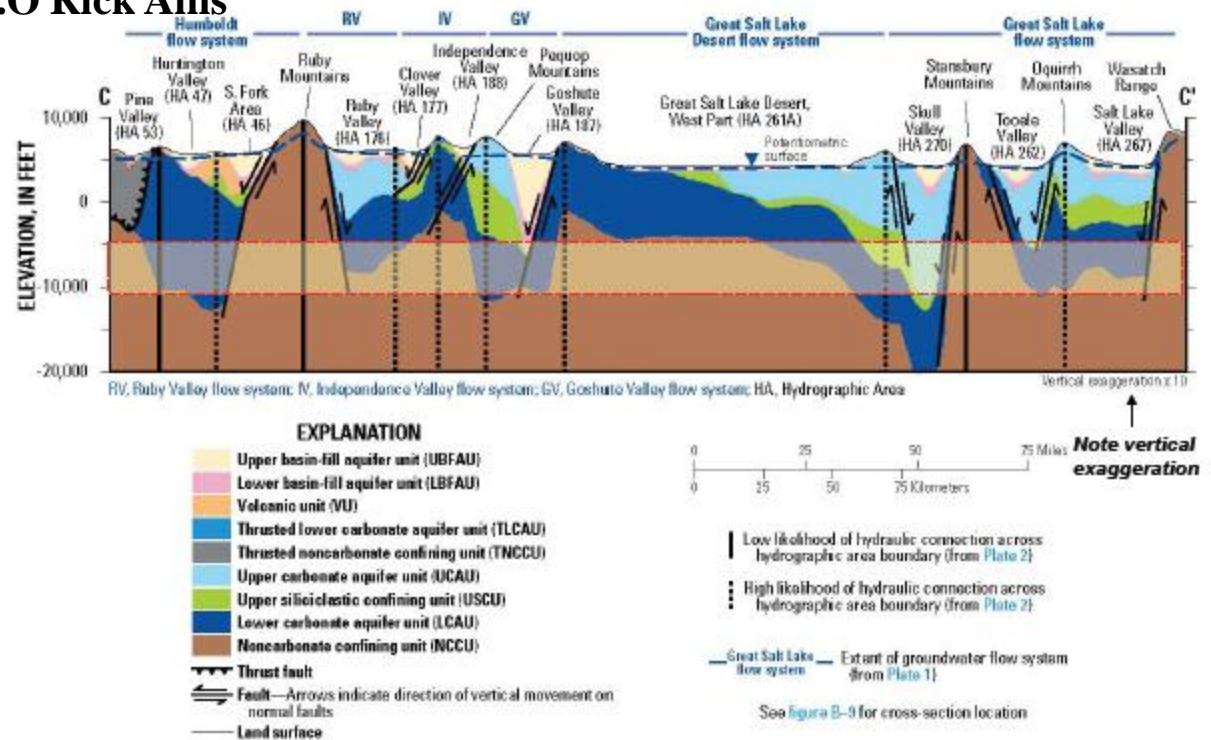 .O Rick Allis
Humboldt
flow system
RV
IV
GV
Great Salt Lake
Desert flow system
Great Salt Lake
flow system
Huntington
Valley
(HA 47)
S. Fork
Area
(HA 46)
Ruby
Mountains
Independence
Valley
(HA 188)
Pequop
Mountains
Clover
Valley
(HA 177)
Goshute
Valley
(HA 187)
Stansbury
Mountains
Oquirrh
Mountains
Wasatch
Range
C
Pine
Valley
(HA 53)
Ruby
Valley
(HA 176)
Great Salt Lake Desert,
West Part (HA 261A)
Potentiometric
surface
Skull
Valley
(HA 270)
Tooele
Valley
(HA 262)
Salt Lake
Valley
(HA 267)
C'
ELEVATION, IN FEET
10,000
0
-10,000
-20,000
RV, Ruby Valley flow system; IV, Independence Valley flow system; GV, Goshute Valley flow system; HA, Hydrographic Area
Vertical exaggeration x 10
Note vertical
exaggeration
EXPLANATION
Upper basin-fill aquifer unit (UBFAU)
Lower basin-fill aquifer unit (LBFAU)
Volcanic unit (VU)
Thrusted lower carbonate aquifer unit (TLCAU)
Thrusted noncarbonate confining unit (TNCCU)
Upper carbonate aquifer unit (UCAU)
Upper siliciclastic confining unit (USCU)
Lower carbonate aquifer unit (LCAU)
Noncarbonate confining unit (NCCU)
Thrust fault
Fault—Arrows indicate direction of vertical movement on
normal faults
Land surface
0 25 50 75 Miles
0 25 50 75 Kilometers
Low likelihood of hydraulic connection across
hydrographic area boundary (from Plate 2)
High likelihood of hydraulic connection across
hydrographic area boundary (from Plate 2)
Great Salt Lake
flow system
Extent of groundwater flow system
(from Plate 1)
See figure B–9 for cross-section location